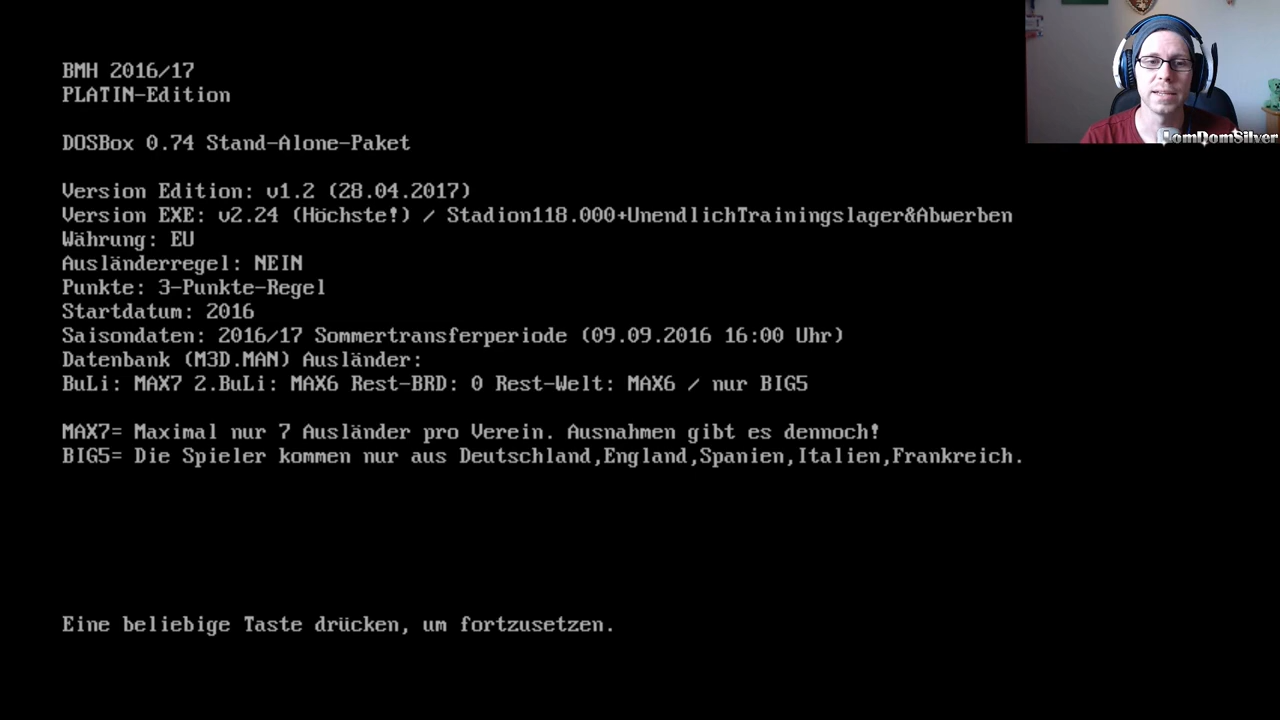 BMH 2016/17
PLATIN-Edition
DOSBox 0.74 Stand-Alone-Paket
Version Edition: v1.2 (28.04.2017)
Version EXE: v2.24 (Höchste!) / Stadion118.000+UnendlichTrainingslager&Abwerben
Währung: EU
Ausländerregel: NEIN
Punkte: 3-Punkte-Regel
Startdatum: 2016
Saisondaten: 2016/17 Sommertransferperiode (09.09.2016 16:00 Uhr)
Datenbank (M3D.MAN) Ausländer:
BuLi: MAX7 2.BuLi: MAX6 Rest-BRD: 0 Rest-Welt: MAX6 / nur BIG5
MAX7= Maximal nur 7 Ausländer pro Verein. Ausnahmen gibt es dennoch!
BIG5= Die Spieler kommen nur aus Deutschland,England,Spanien,Italien,Frankreich.
Eine beliebige Taste drücken, um fortzusetzen.
DomDomSilver